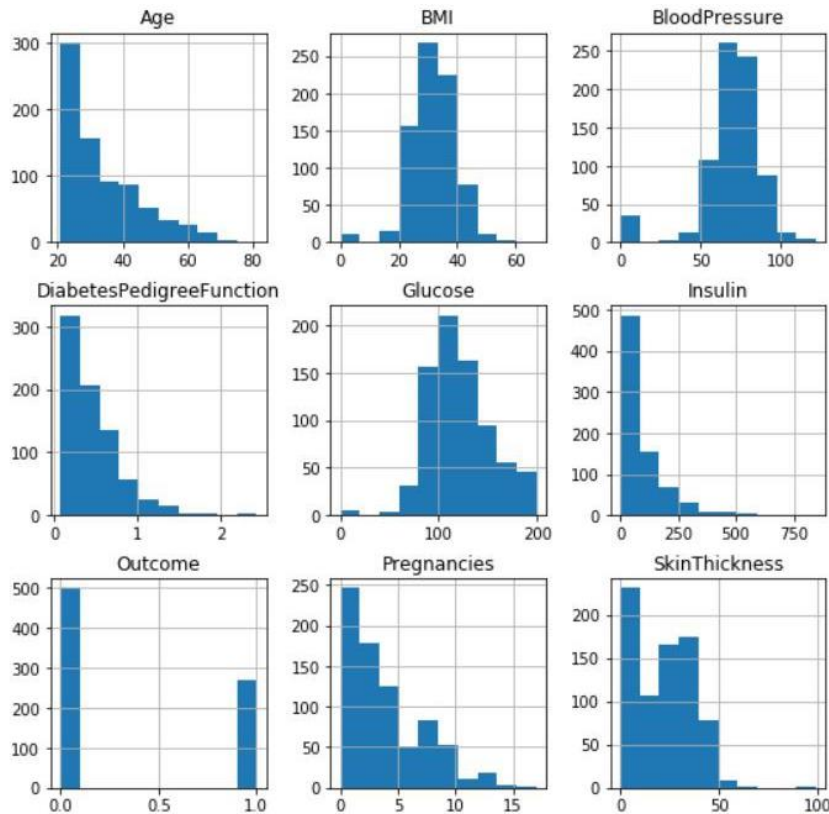 Age BMI BloodPressure
300 250 250
200 200 200
150 150
100 100 100
50 50
0 0 0
20 40 60 80 0 20 40 60 0 50 100
DiabetesPedigreeFunction Glucose Insulin
300 200 500
400
200 150 300
100 200
100 50 100
0 0 0
0 1 2 0 100 200 0 250 500 750
Outcome Pregnancies SkinThickness
500 250
400 200 200
300 150 150
200 100 100
100 50 50
0 0 0
0.0 0.5 1.0 0 5 10 15 0 50 100